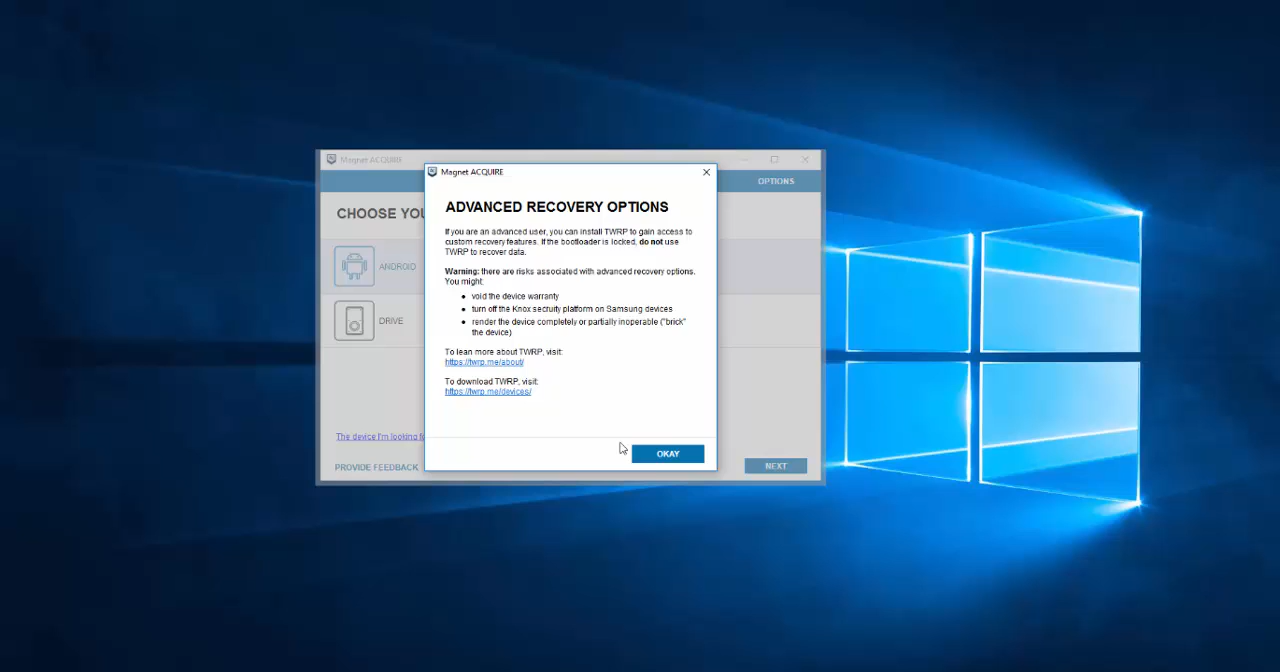 Magnet ACQUIRE
Magnet ACQUIRE
OPTIONS
CHOOSE YOU
ADVANCED RECOVERY OPTIONS
If you are an advanced user, you can install TWRP to gain access to
custom recovery features. If the bootloader is locked, do not use
TWRP to recover data.
ANDROID
Warning: there are risks associated with advanced recovery options.
You might:
• void the device warranty
• turn off the Knox secruity platform on Samsung devices
• render the device completely or partially inoperable ("brick"
the device)
DRIVE
To lean more about TWRP, visit:
https://twrp.me/about/
To download TWRP, visit:
https://twrp.me/devices/
The device I'm looking fo
OKAY
PROVIDE FEEDBACK
NEXT